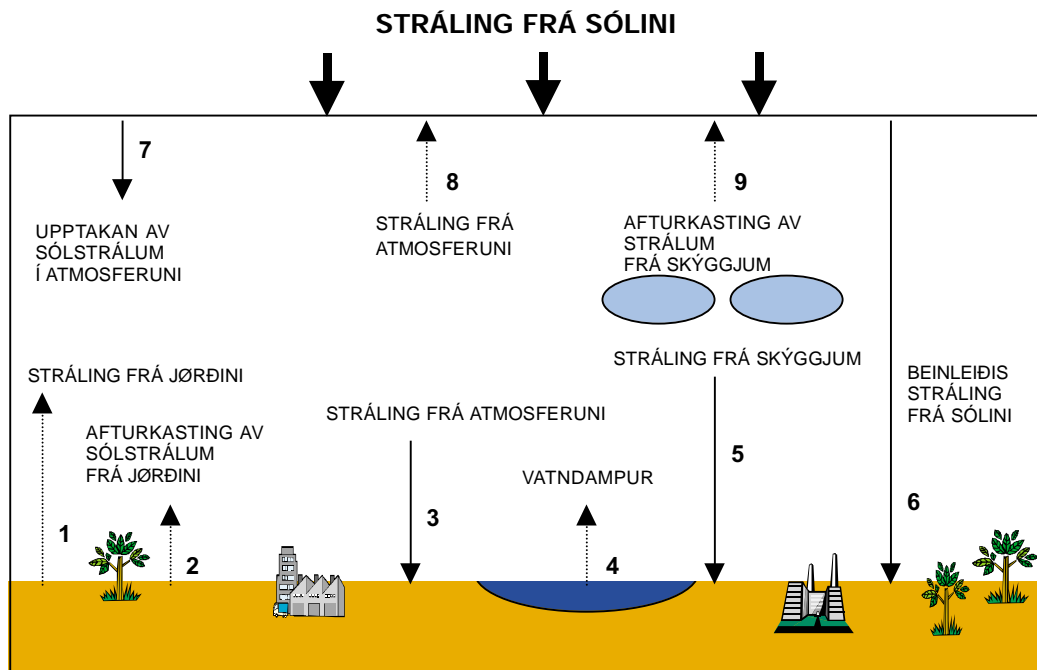 STRÁLING FRÁ SÓLINI
7
8
9
UPPTAKAN AV
SÓLSTRÁLUM
Í ATMOSFERUNI
STRÁLING FRÁ
ATMOSFERUNI
AFTURKASTING AV
STRÁLUM
FRÁ SKÝGGJUM
STRÁLING FRÁ JØRÐINI
AFTURKASTING AV
SÓLSTRÁLUM
FRÁ JØRÐINI
STRÁLING FRÁ ATMOSFERUNI
STRÁLING FRÁ SKÝGGJUM
BEINLEIÐIS
STRÁLING
FRÁ SÓLINI
VATNDAMPUR
1
2
3
4
5
6